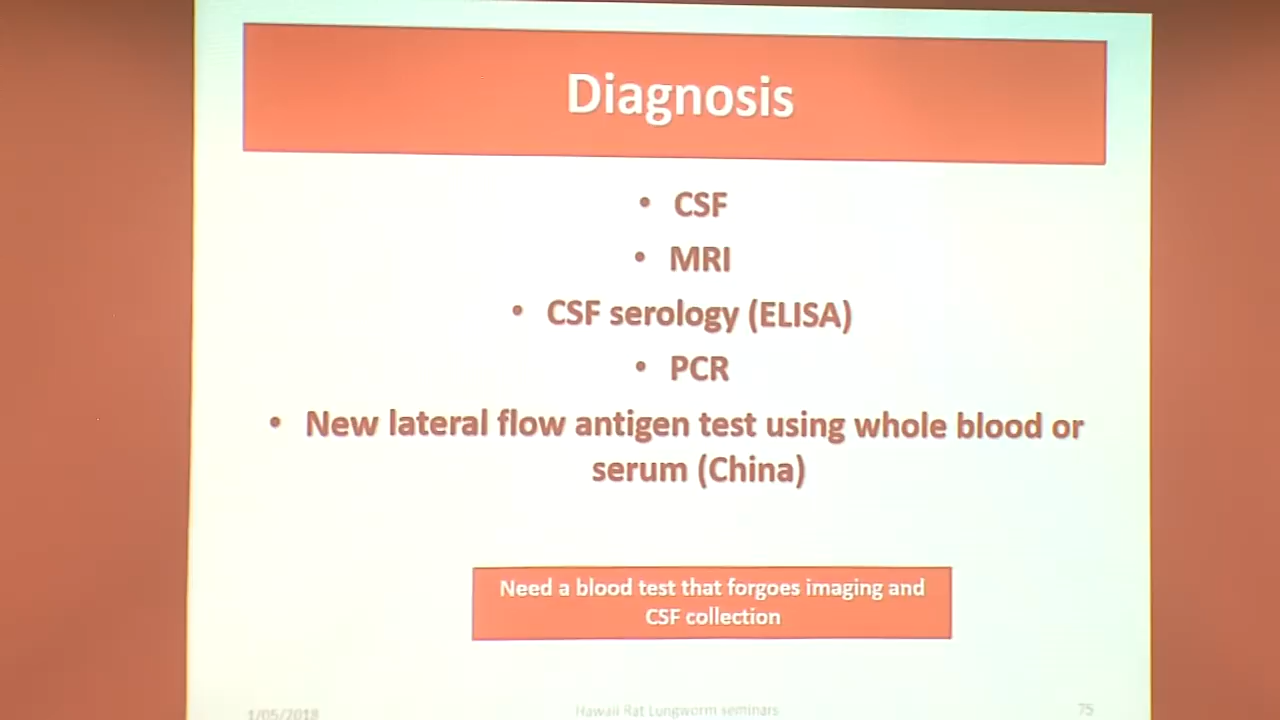 Diagnosis
• CSF
• MRI
• CSF serology (ELISA)
• PCR
• New lateral flow antigen test using whole blood or
serum (China)
Need a blood test that forgoes imaging and
CSF collection
1/05/2018
Hawaii Rat Lungworm seminars
75